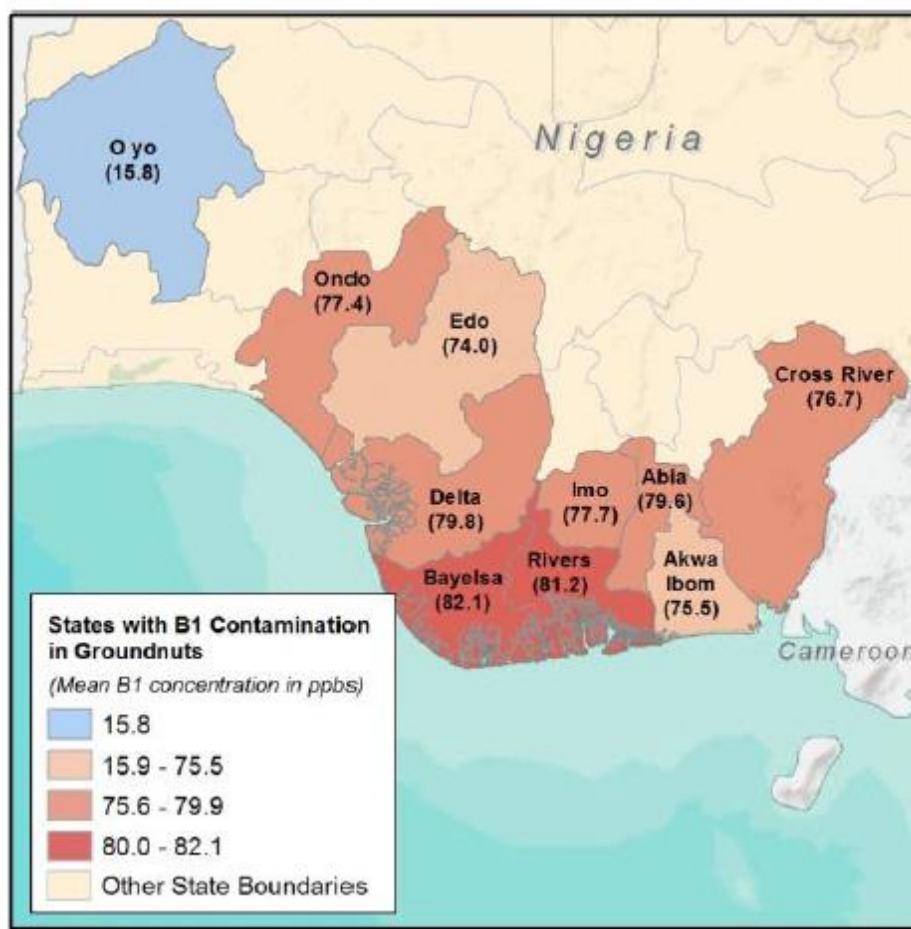 Nigeria
O yo
(15.8)
Ondo
(77.4)
Edo
(74.0)
Cross River
(76.7)
Delta
(79.8)
Imo
(77.7)
Abia
(79.6)
Bayelsa
(82.1)
Rivers
(81.2)
Akwa
Ibom
(75.5)
Cameroon
States with B1 Contamination
in Groundnuts
(Mean B1 concentration in ppbs)
15.8
15.9 - 75.5
75.6 - 79.9
80.0 - 82.1
Other State Boundaries